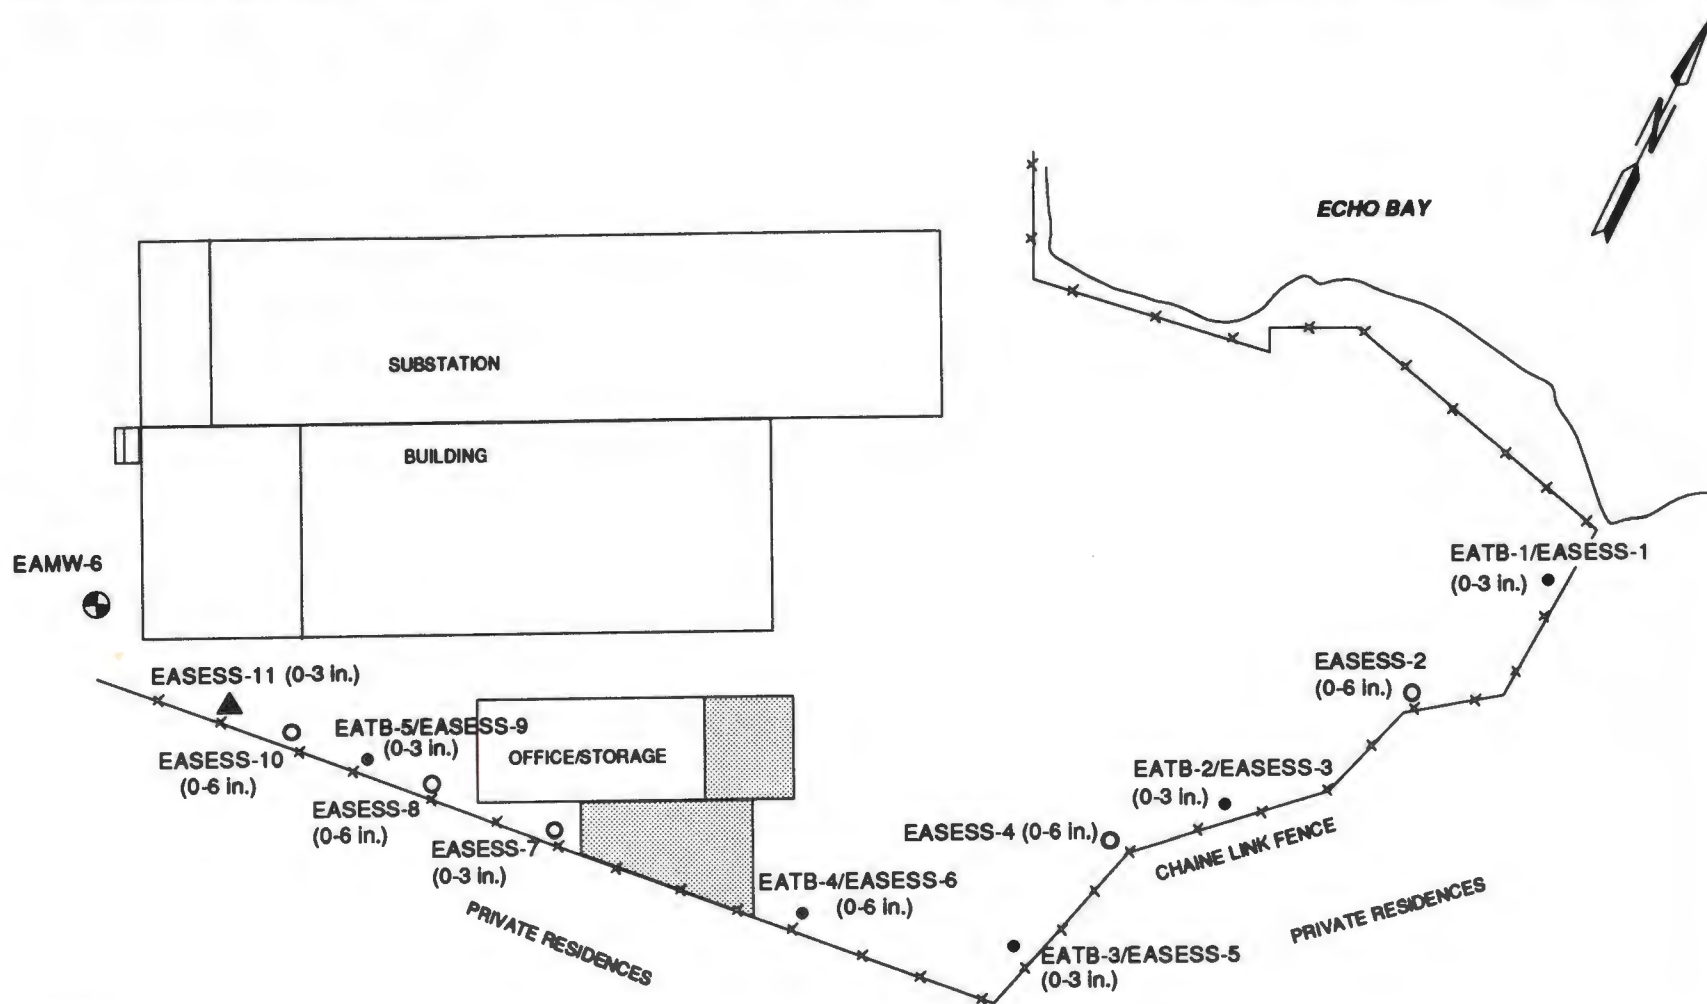 N
ECHO BAY
SUBSTATION
BUILDING
EAMW-6
EATB-1/EASESS-1
(0-3 in.)
EASESS-2
(0-6 in.)
EASESS-11 (0-3 in.)
EATB-5/EASESS-9
(0-3 in.)
OFFICE/STORAGE
EASESS-10
(0-6 in.)
EATB-2/EASESS-3
(0-3 in.)
EASESS-8
(0-6 in.)
EASESS-4 (0-6 in.)
CHAINE LINK FENCE
EASESS-7
(0-3 in.)
EATB-4/EASESS-6
(0-6 in.)
PRIVATE RESIDENCES
PRIVATE RESIDENCES
EATB-3/EASESS-5
(0-3 in.)